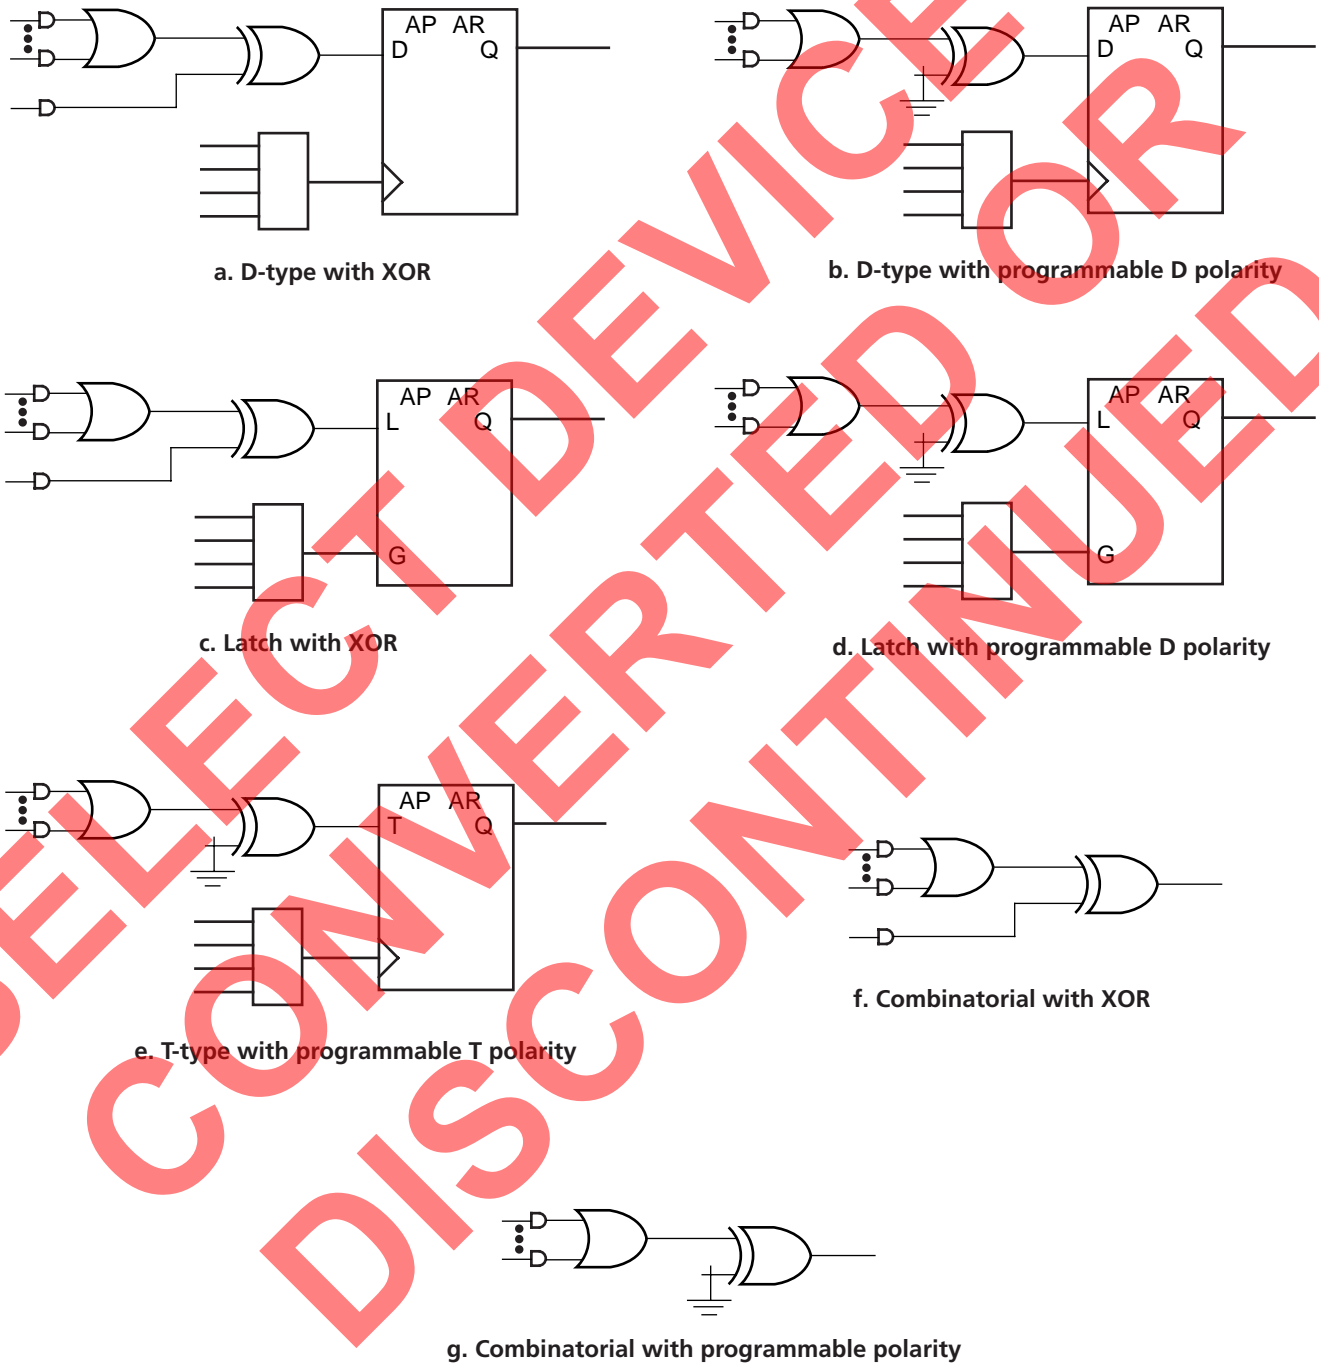 AP AR
D Q
a. D-type with XOR
AP AR
D Q
b. D-type with programmable D polarity
AP AR
L Q
G
c. Latch with XOR
AP AR
L Q
G
d. Latch with programmable D polarity
AP AR
T Q
e. T-type with programmable T polarity
f. Combinatorial with XOR
g. Combinatorial with programmable polarity
SELECT DEVICE
CONVERTED OR
DISCONTINUED